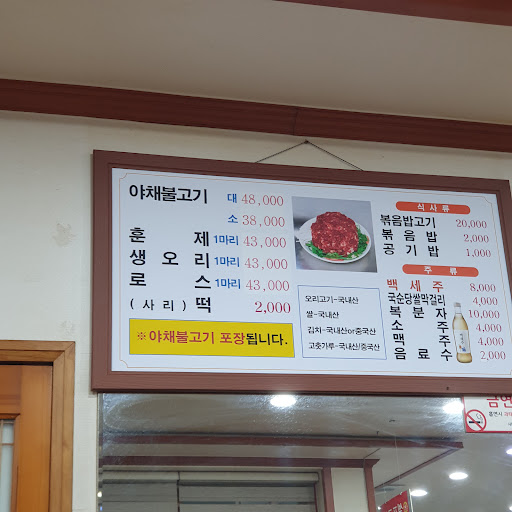 야채불고기 대 48,000
소 38,000
훈제 1마리 43,000
생오리 1마리 43,000
로스 1마리 43,000
(사리) 떡 2,000
※야채불고기 포장됩니다.
오리고기-국내산
쌀-국내산
김치-국내산or중국산
고춧가루-국내산/중국산
식사류
볶음밥고기 20,000
볶음밥 2,000
공기밥 1,000
주류
백세주 8,000
국순당쌀막걸리 4,000
복분자 10,000
소주 4,000
맥주 4,000
음료수 2,000
금연